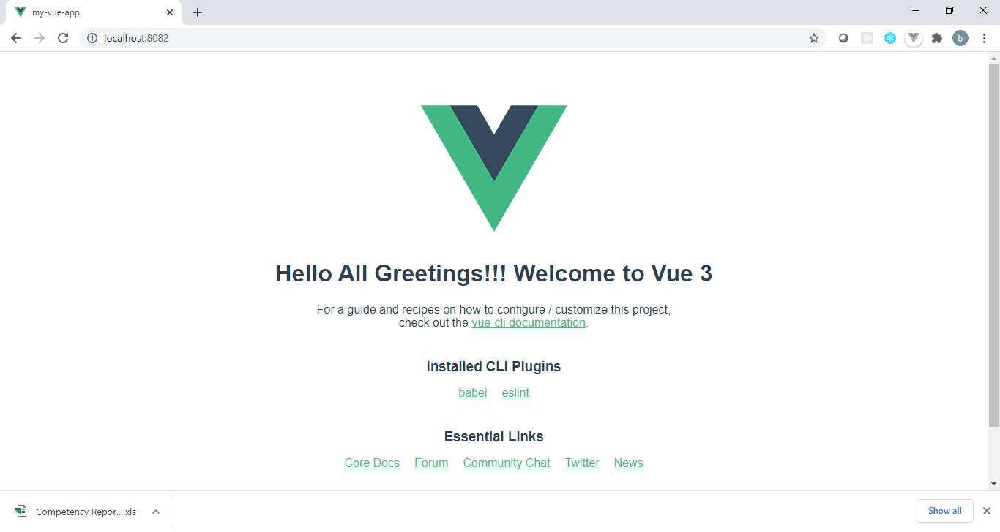 my-vue-app
localhost:8082
b
Hello All Greetings!!! Welcome to Vue 3
For a guide and recipes on how to configure / customize this project,
check out the vue-cli documentation.
Installed CLI Plugins
babel eslint
Essential Links
Core Docs Forum Community Chat Twitter News
Competency Repor....xls
Show all